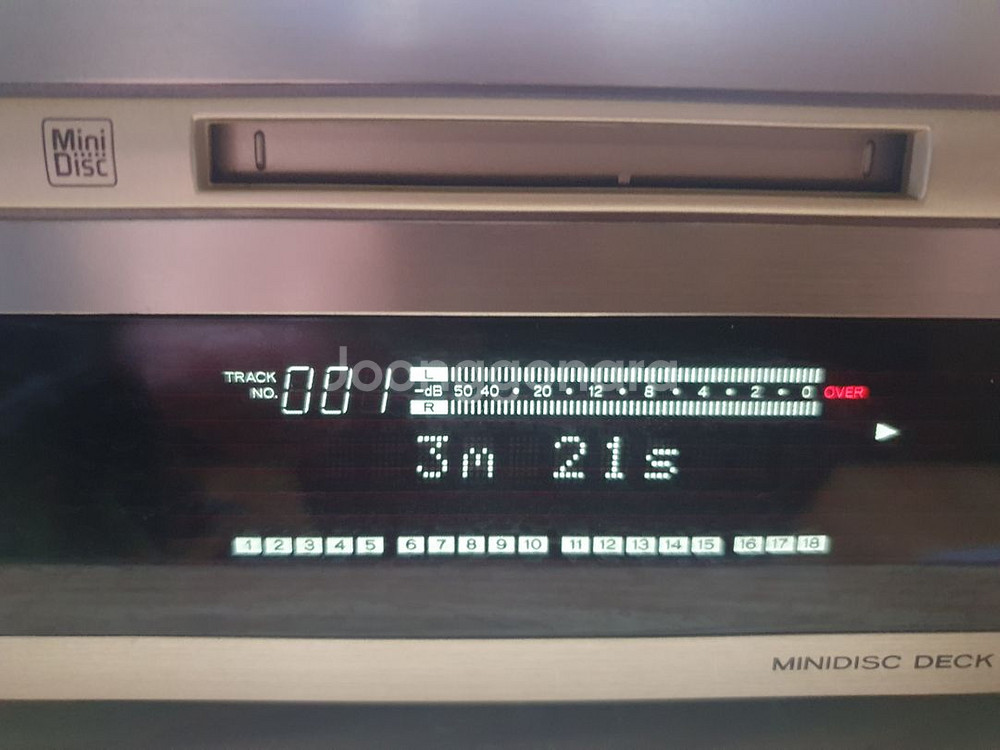 Mini
Disc
Joonggonara
TRACK NO. 001
L
-dB 50 40 20 • 12 • 8 • 4 • 2 • 0 OVER
R
3m 21s
1 2 3 4 5 6 7 8 9 10 11 12 13 14 15 16 17 18
MINIDISC DECK